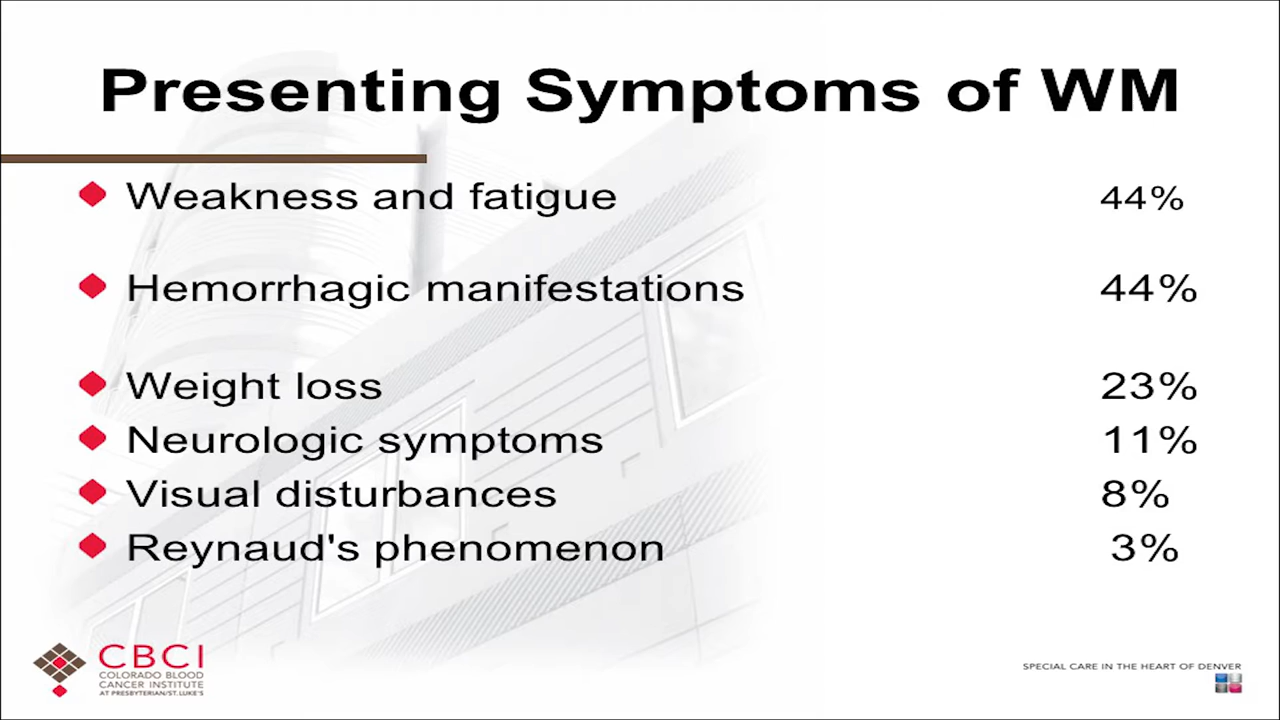 Presenting Symptoms of WM
Weakness and fatigue 44%
Hemorrhagic manifestations 44%
Weight loss 23%
Neurologic symptoms 11%
Visual disturbances 8%
Reynaud's phenomenon 3%
CBCI
COLORADO BLOOD
CANCER INSTITUTE
AT PRESBYTERIAN/ST. LUKE'S
SPECIAL CARE IN THE HEART OF DENVER